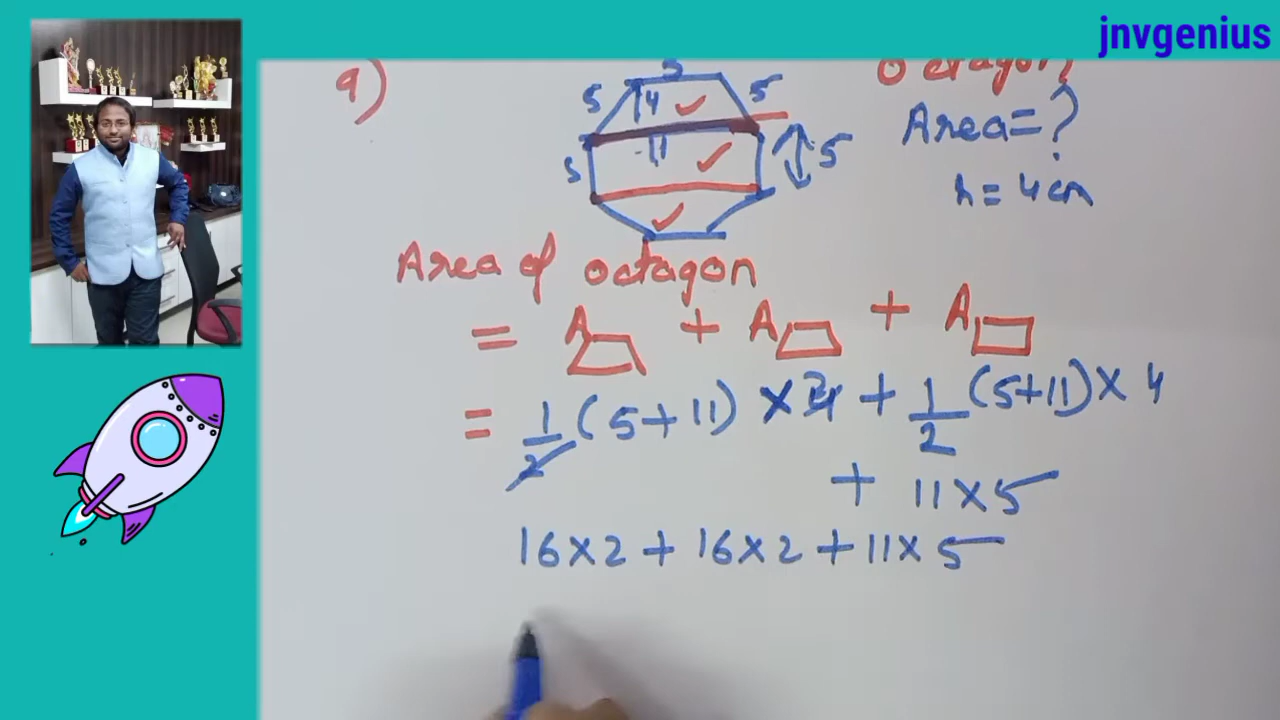 jnvgenius
9)
5
Octagon
5 4 5
Area = ?
11
5 5
h = 4 cm
Area of octagon
= A + A + A
= 1/2 (5+11) × 2 + 1/2 (5+11) × 4
+ 11 × 5
16×2 + 16×2 + 11×5